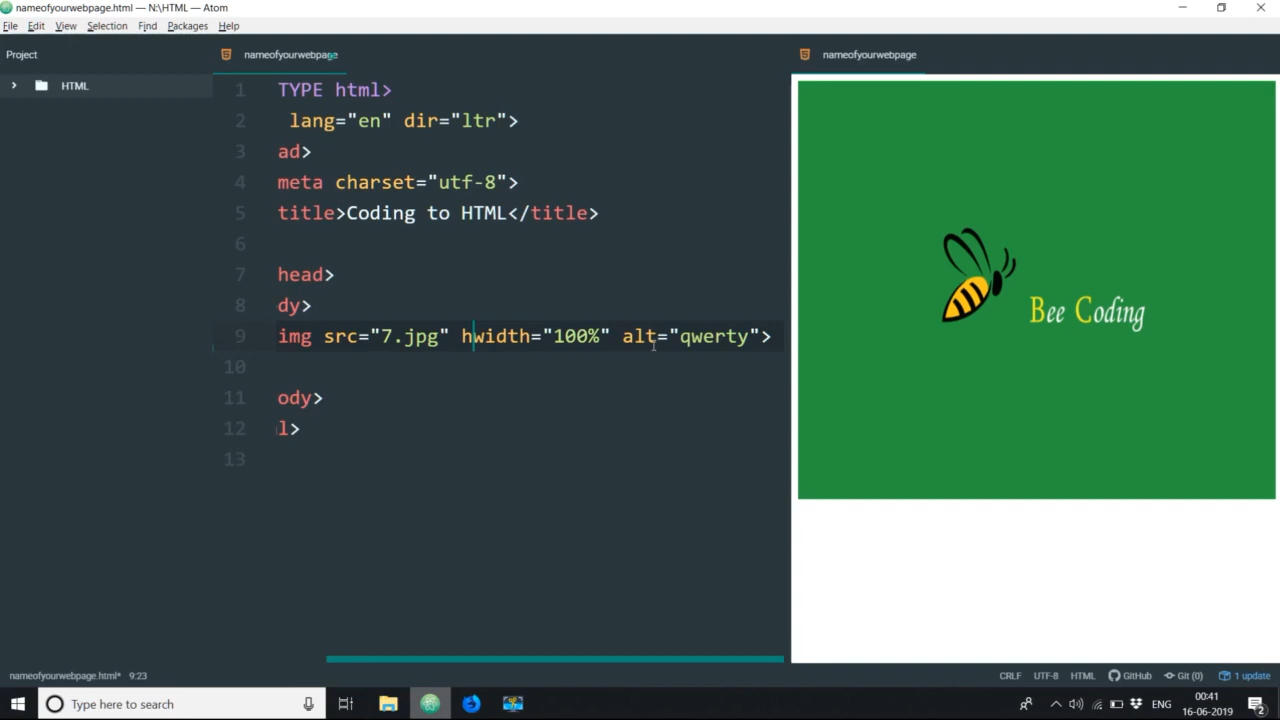 nameofyourwebpage.html — N:\HTML — Atom
File Edit View Selection Find Packages Help
Project
nameofyourwebpage
nameofyourwebpage
HTML
1 TYPE html>
2 lang="en" dir="ltr">
3 ad>
4 meta charset="utf-8">
5 title>Coding to HTML</title>
6
7 head>
8 dy>
9 img src="7.jpg" hwidth="100%" alt="qwerty">
10
11 ody>
12 l>
13
Bee Coding
nameofyourwebpage.html* 9:23
CRLF UTF-8 HTML GitHub Git (0) 1 update
Type here to search
ENG
00:41
16-06-2019
2